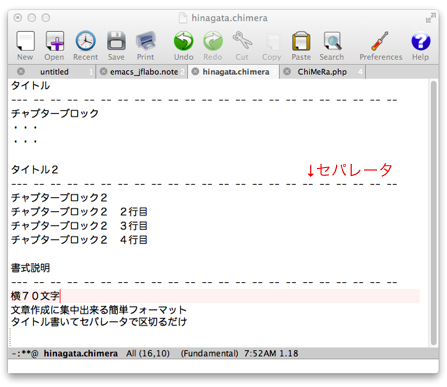 hinagata.chimera
New Open Recent Save Print Undo Redo Cut Copy Paste Search Preferences Help
untitled 1 emacs_jflabo.note 2 hinagata.chimera ChiMeRa.php 4
タイトル
-- -- -- -- -- -- -- -- -- -- -- -- -- -- -- -- -- -- -- -- -- -- -- --
チャプターブロック
・・・
・・・
タイトル２
↓セパレータ
-- -- -- -- -- -- -- -- -- -- -- -- -- -- -- -- -- -- -- -- -- -- -- --
チャプターブロック２
チャプターブロック２　２行目
チャプターブロック２　３行目
チャプターブロック２　４行目
書式説明
-- -- -- -- -- -- -- -- -- -- -- -- -- -- -- -- -- -- -- -- -- -- -- --
横７０文字
文章作成に集中出来る簡単フォーマット
タイトル書いてセパレータで区切るだけ
-:**@ hinagata.chimera All (16,10) (Fundamental) 7:52AM 1.18